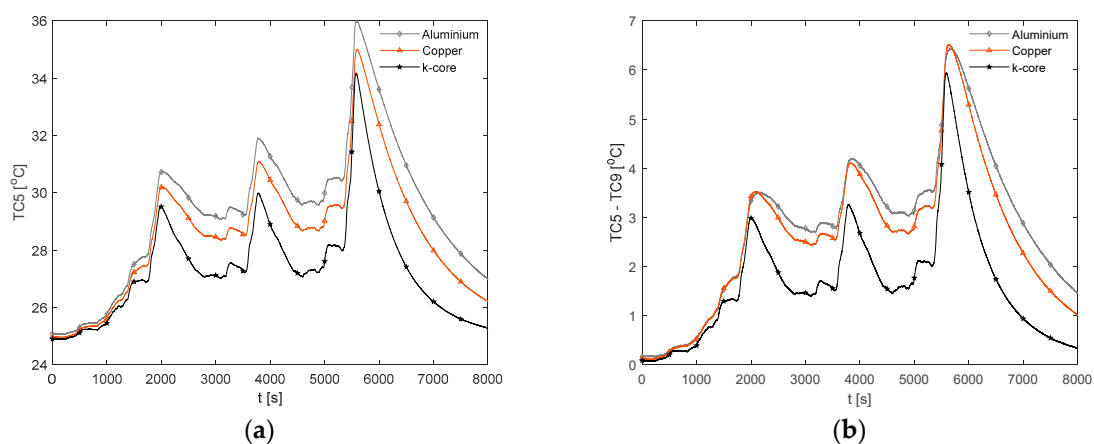 36
34
32
30
28
26
24
TC5 [°C]
0 1000 2000 3000 4000 5000 6000 7000 8000
t [s]
Aluminium
Copper
k-core
(a)
7
6
5
4
3
2
1
0
TC5 - TC9 [°C]
0 1000 2000 3000 4000 5000 6000 7000 8000
t [s]
Aluminium
Copper
k-core
(b)